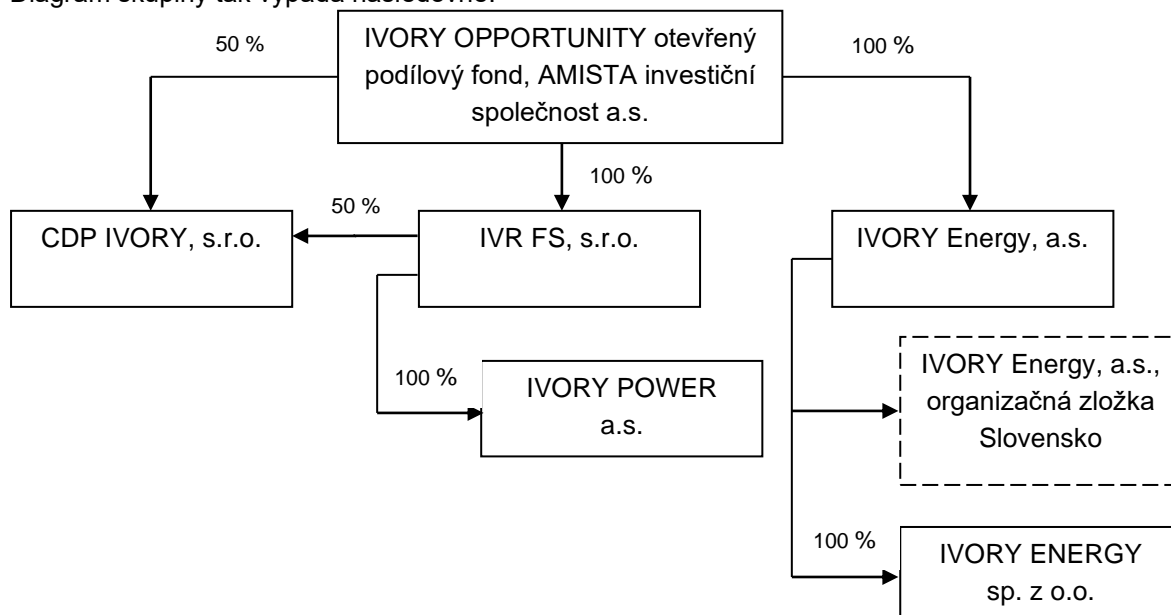 Diagram skupiny tak vypadá následovně:
IVORY OPPORTUNITY otevřený
podílový fond, AMISTA investiční
společnost a.s.
50 %
100 %
100 %
50 %
CDP IVORY, s.r.o.
IVR FS, s.r.o.
IVORY Energy, a.s.
100 %
IVORY POWER
a.s.
IVORY Energy, a.s.,
organizačná zložka
Slovensko
100 %
IVORY ENERGY
sp. z o.o.